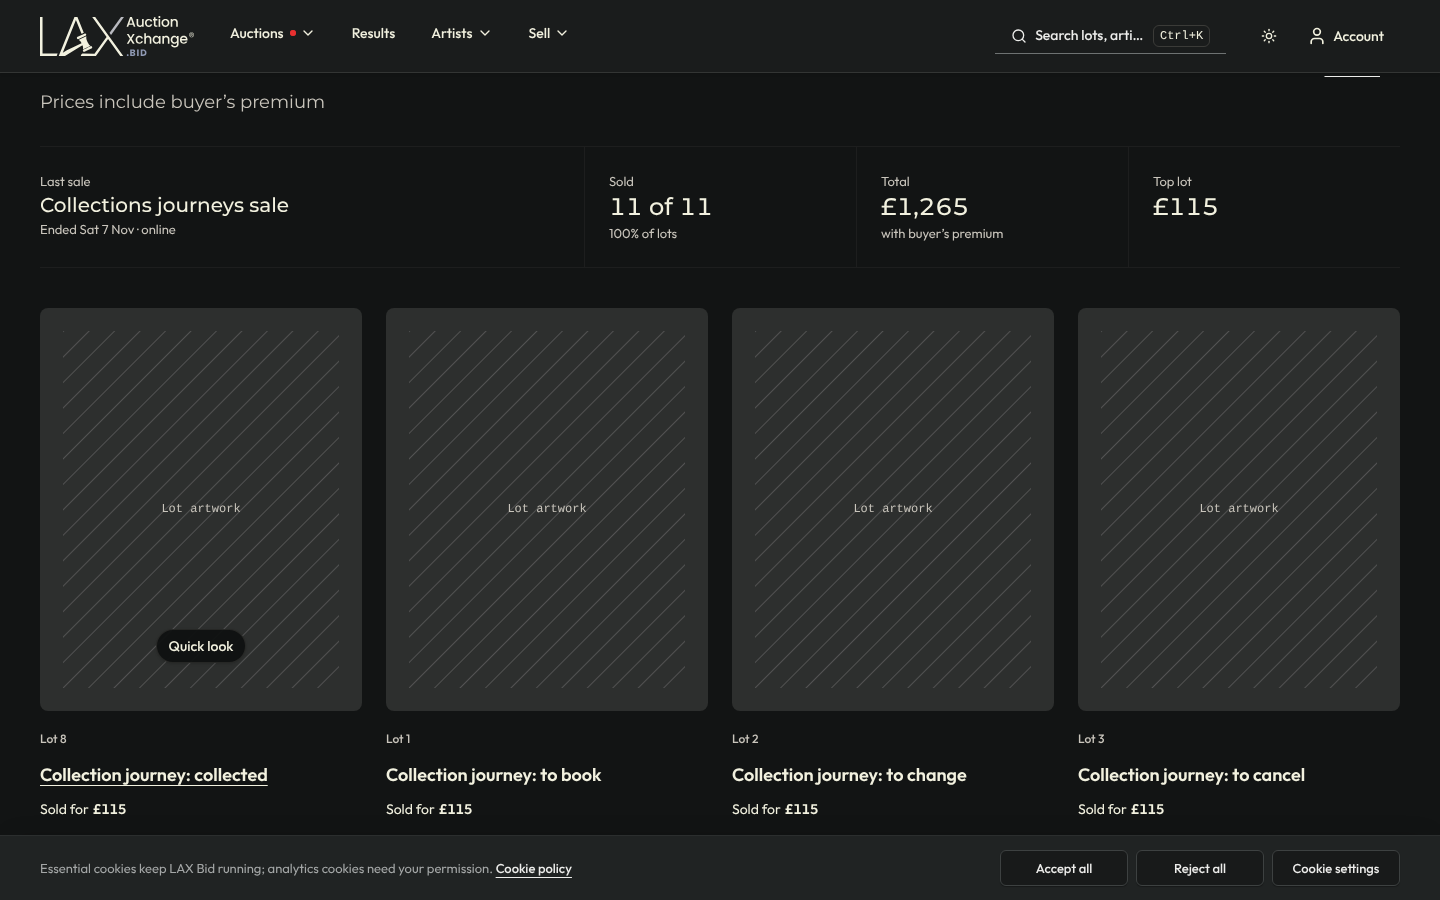 LAX Auction Xchange® .BID
Auctions
Results
Artists
Sell
Search lots, arti...
Ctrl+K
Account
Prices include buyer’s premium
Last sale
Collections journeys sale
Ended Sat 7 Nov · online
Sold
11 of 11
100% of lots
Total
£1,265
with buyer’s premium
Top lot
£115
Lot artwork
Lot artwork
Lot artwork
Lot artwork
Quick look
Lot 8
Collection journey: collected
Sold for £115
Lot 1
Collection journey: to book
Sold for £115
Lot 2
Collection journey: to change
Sold for £115
Lot 3
Collection journey: to cancel
Sold for £115
Essential cookies keep LAX Bid running; analytics cookies need your permission. Cookie policy
Accept all
Reject all
Cookie settings